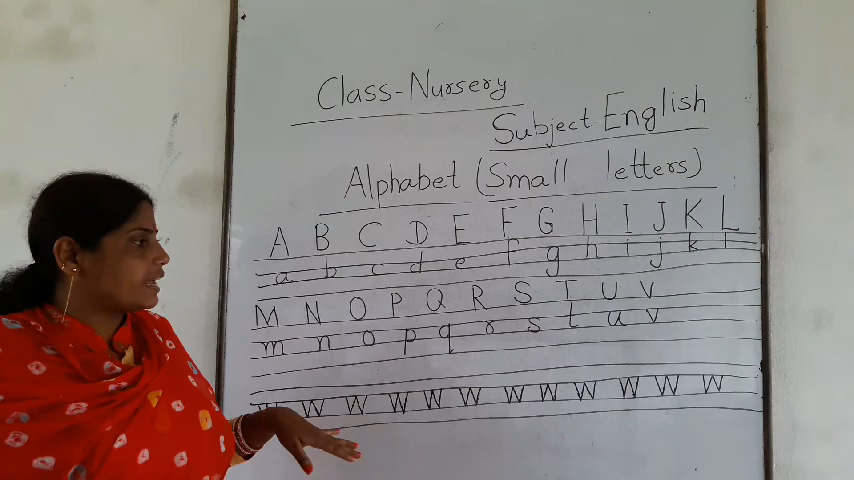 Class-Nursery
Subject English
Alphabet (Small letters)
A B C D E F G H I J K L
a b c d e f g h i j k l
M N O P Q R S T U V
m n o p q r s t u v
W W W W W W W W W W W W